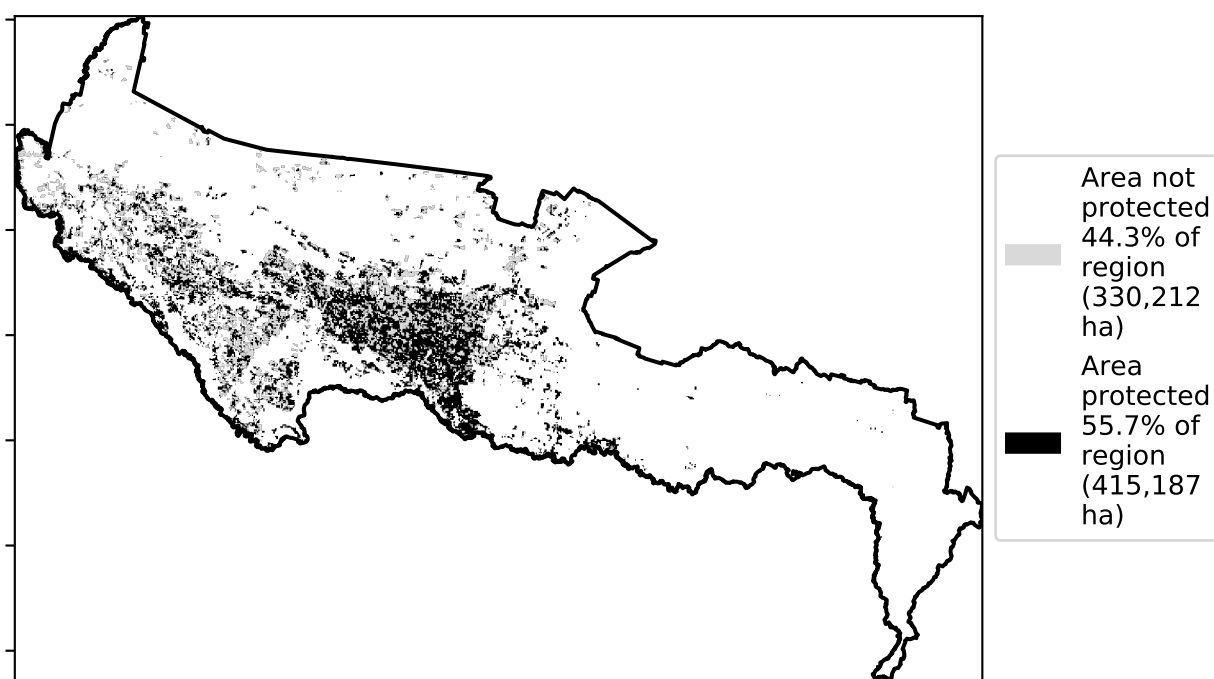 Area not
protected
44.3% of
region
(330,212
ha)
Area
protected
55.7% of
region
(415,187
ha)